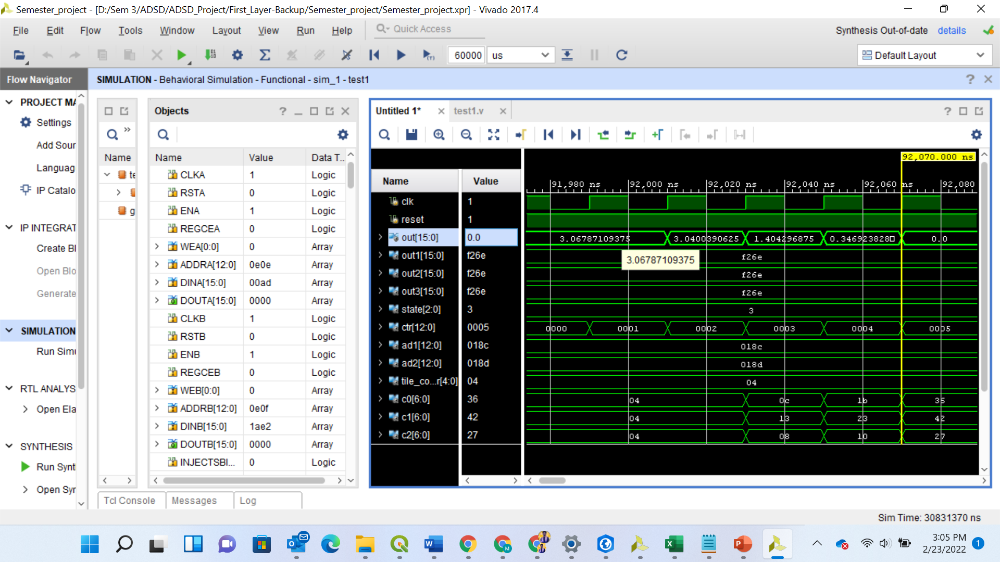 Semester_project - [D:/Sem 3/ADSD/ADSD_Project/First_Layer-Backup/Semester_project/Semester_project.xpr] - Vivado 2017.4
File Edit Flow Tools Window Layout View Run Help Quick Access
Synthesis Out-of-date details
60000 us
Default Layout
Flow Navigator
SIMULATION - Behavioral Simulation - Functional - sim_1 - test1
PROJECT MA
Settings
Add Sour
Languag
IP Catalo
IP INTEGRAT
Create Bl
Open Blo
Generate
SIMULATION
Run Simu
RTL ANALYS
Open Ela
SYNTHESIS
Run Synt
Open Syn
Name
te
g
Objects
Name Value Data T...
CLKA 1 Logic
RSTA 0 Logic
ENA 1 Logic
REGCEA 0 Logic
WEA[0:0] 0 Array
ADDRA[12:0] 0e0e Array
DINA[15:0] 00ad Array
DOUTA[15:0] 0000 Array
CLKB 1 Logic
RSTB 0 Logic
ENB 1 Logic
REGCEB 0 Logic
WEB[0:0] 0 Array
ADDRB[12:0] 0e0f Array
DINB[15:0] 1ae2 Array
DOUTB[15:0] 0000 Array
INJECTSBI... 0 Logic
Untitled 1* test1.v
92,070.000 ns
Name Value
91,980 ns 92,000 ns 92,020 ns 92,040 ns 92,060 ns 92,080
clk 1
reset 1
out[15:0] 0.0 3.06787109375 3.0400390625 1.404296875 0.346923828 0.0
3.06787109375
out1[15:0] f26e f26e
out2[15:0] f26e f26e
out3[15:0] f26e f26e
state[2:0] 3 3
ctr[12:0] 0005 0000 0001 0002 0003 0004 0005
ad1[12:0] 018c 018c
ad2[12:0] 018d 018d
tile_co...r[4:0] 04 04
c0[6:0] 36 04 0c 1b 36
c1[6:0] 42 04 13 23 42
c2[6:0] 27 04 08 10 27
Tcl Console Messages Log
Sim Time: 30831370 ns
3:05 PM
2/23/2022
1